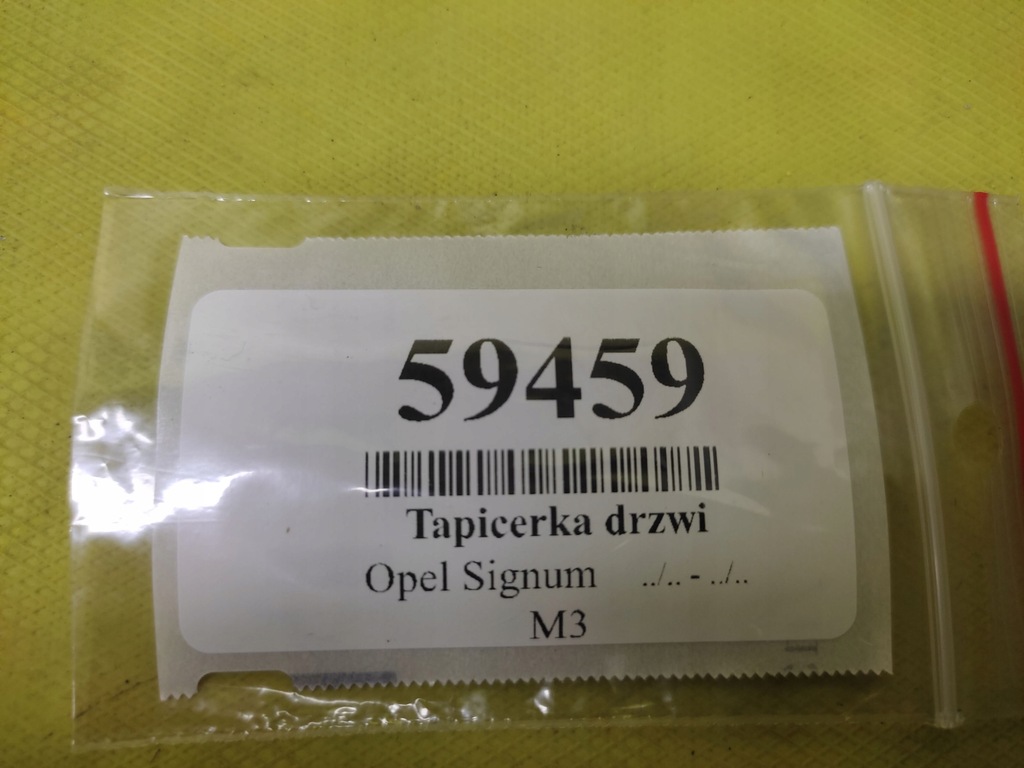 59459
Tapicerka drzwi
Opel Signum ../.. - ../..
M3